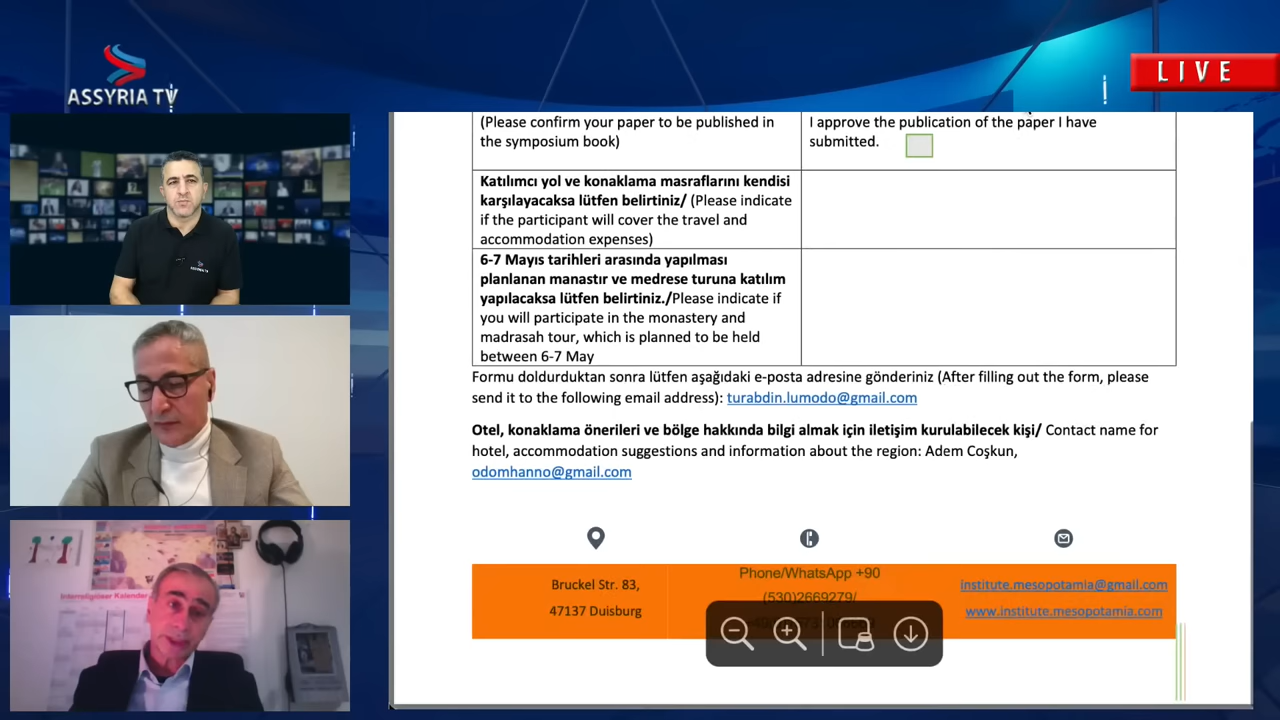 ASSYRIA TV
LIVE
(Please confirm your paper to be published in
the symposium book)
I approve the publication of the paper I have
submitted.
Katılımcı yol ve konaklama masraflarını kendisi
karşılayacaksa lütfen belirtiniz/ (Please indicate
if the participant will cover the travel and
accommodation expenses)
6-7 Mayıs tarihleri arasında yapılması
planlanan manastır ve medrese turuna katılım
yapılacaksa lütfen belirtiniz./Please indicate if
you will participate in the monastery and
madrasah tour, which is planned to be held
between 6-7 May
Formu doldurduktan sonra lütfen aşağıdaki e-posta adresine gönderiniz (After filling out the form, please
send it to the following email address): turabdin.lumodo@gmail.com
Otel, konaklama önerileri ve bölge hakkında bilgi almak için iletişim kurulabilecek kişi/ Contact name for
hotel, accommodation suggestions and information about the region: Adem Coşkun,
odomhanno@gmail.com
Bruckel Str. 83,
47137 Duisburg
Phone/WhatsApp +90
(530)2669279/
institute.mesopotamia@gmail.com
www.institute.mesopotamia.com